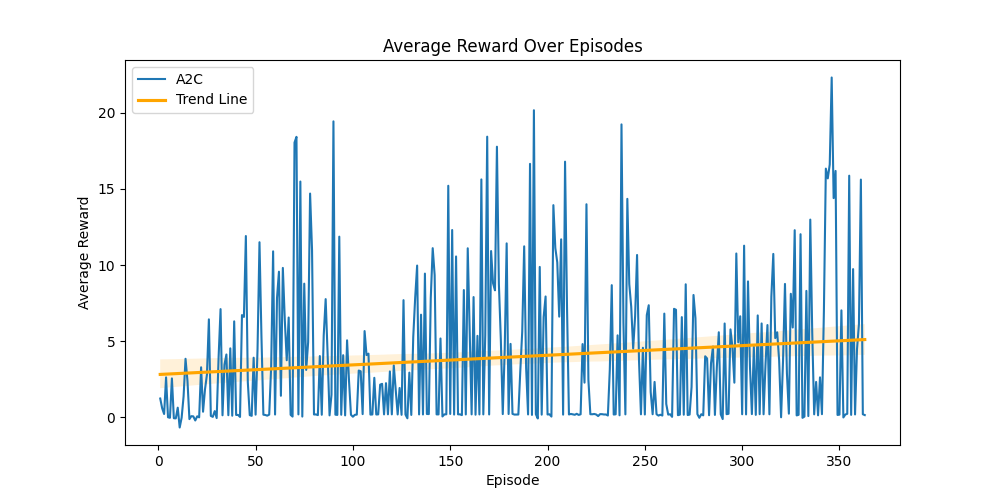 Average Reward Over Episodes
A2C
Trend Line
20
15
10
5
0
Average Reward
0 50 100 150 200 250 300 350
Episode